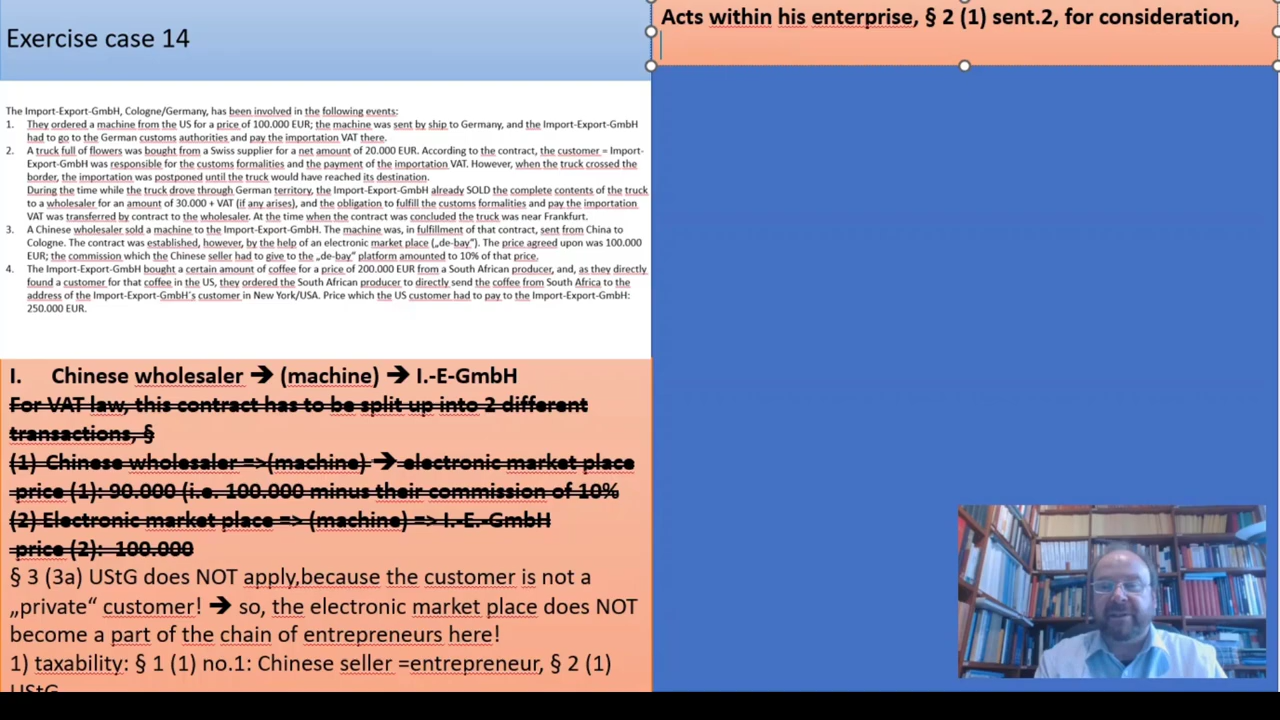 Exercise case 14
The Import-Export-GmbH, Cologne/Germany, has been involved in the following events:
1. They ordered a machine from the US for a price of 100.000 EUR; the machine was sent by ship to Germany, and the Import-Export-GmbH
had to go to the German customs authorities and pay the importation VAT there.
2. A truck full of flowers was bought from a Swiss supplier for a net amount of 20.000 EUR. According to the contract, the customer = Import-
Export-GmbH was responsible for the customs formalities and the payment of the importation VAT. However, when the truck crossed the
border, the importation was postponed until the truck would have reached its destination.
During the time while the truck drove through German territory, the Import-Export-GmbH already SOLD the complete contents of the truck
to a wholesaler for an amount of 30.000 + VAT (if any arises), and the obligation to fulfill the customs formalities and pay the importation
VAT was transferred by contract to the wholesaler. At the time when the contract was concluded the truck was near Frankfurt.
3. A Chinese wholesaler sold a machine to the Import-Export-GmbH. The machine was, in fulfillment of that contract, sent from China to
Cologne. The contract was established, however, by the help of an electronic market place („de-bay“). The price agreed upon was 100.000
EUR; the commission which the Chinese seller had to give to the „de-bay“ platform amounted to 10% of that price.
4. The Import-Export-GmbH bought a certain amount of coffee for a price of 200.000 EUR from a South African producer, and, as they directly
found a customer for that coffee in the US, they ordered the South African producer to directly send the coffee from South Africa to the
address of the Import-Export-GmbH´s customer in New York/USA. Price which the US customer had to pay to the Import-Export-GmbH:
250.000 EUR.
I. Chinese wholesaler ➔ (machine) ➔ I.-E-GmbH
For VAT law, this contract has to be split up into 2 different
transactions, §
(1) Chinese wholesaler =>(machine) ➔ electronic market place
price (1): 90.000 (i.e. 100.000 minus their commission of 10%
(2) Electronic market place => (machine) => I.-E.-GmbH
price (2): 100.000
§ 3 (3a) UStG does NOT apply,because the customer is not a
„private“ customer! ➔ so, the electronic market place does NOT
become a part of the chain of entrepreneurs here!
1) taxability: § 1 (1) no.1: Chinese seller =entrepreneur, § 2 (1)
UStG
Acts within his enterprise, § 2 (1) sent.2, for consideration,